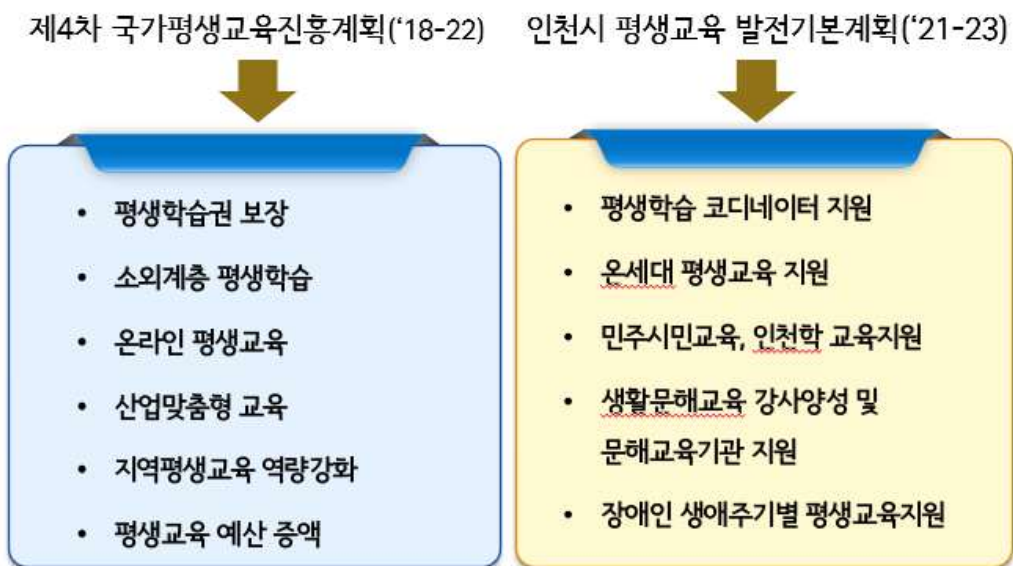 제4차 국가평생교육진흥계획(‘18-22)
• 평생학습권 보장
• 소외계층 평생학습
• 온라인 평생교육
• 산업맞춤형 교육
• 지역평생교육 역량강화
• 평생교육 예산 증액
인천시 평생교육 발전기본계획(‘21-23)
• 평생학습 코디네이터 지원
• 온세대 평생교육 지원
• 민주시민교육, 인천학 교육지원
• 생활문해교육 강사양성 및
문해교육기관 지원
• 장애인 생애주기별 평생교육지원